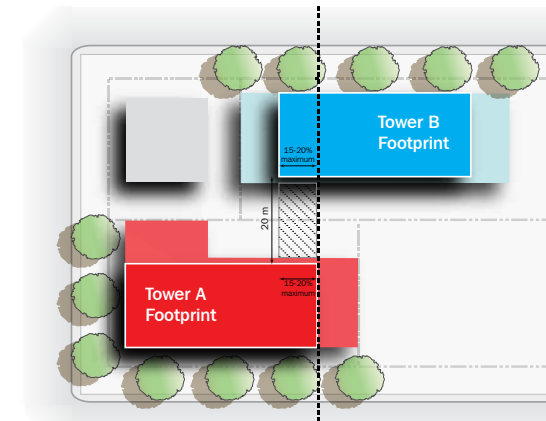 Tower B
Footprint
15-20%
maximum
20 m
15-20%
maximum
Tower A
Footprint